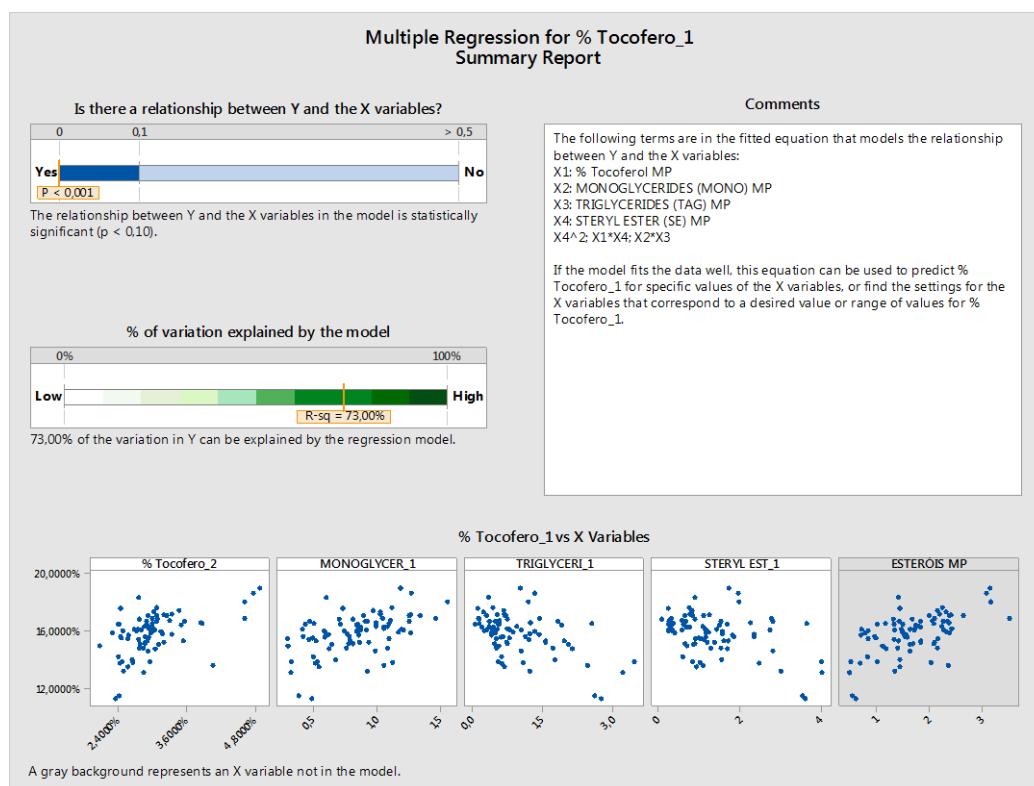 Multiple Regression for % Tocofero_1
Summary Report
Is there a relationship between Y and the X variables?
0 0,1 > 0,5
Yes No
P < 0,001
The relationship between Y and the X variables in the model is statistically
significant (p < 0,10).
% of variation explained by the model
0% 100%
Low High
R-sq = 73,00%
73,00% of the variation in Y can be explained by the regression model.
Comments
The following terms are in the fitted equation that models the relationship
between Y and the X variables:
X1: % Tocoferol MP
X2: MONOGLYCERIDES (MONO) MP
X3: TRIGLYCERIDES (TAG) MP
X4: STERYL ESTER (SE) MP
X4^2; X1*X4; X2*X3
If the model fits the data well, this equation can be used to predict %
Tocofero_1 for specific values of the X variables, or find the settings for the
X variables that correspond to a desired value or range of values for %
Tocofero_1.
% Tocofero_1 vs X Variables
% Tocofero_2 MONOGLYCER_1 TRIGLYCERI_1 STERYL EST_1 ESTERÓIS MP
20,0000%
16,0000%
12,0000%
2,4000% 3,6000% 4,8000% 0,5 1,0 1,5 0,0 1,5 3,0 0 2 4 1 2 3
A gray background represents an X variable not in the model.